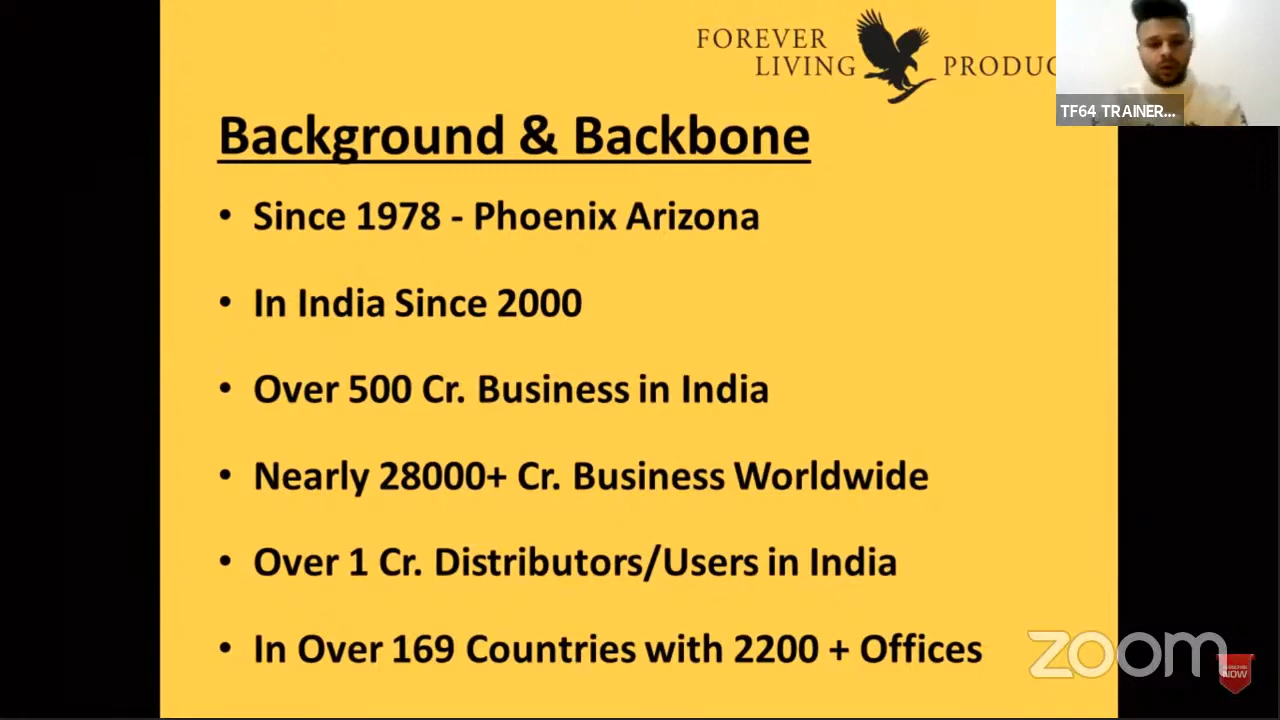 FOREVER
LIVING PRODUC
TF64 TRAINER...
Background & Backbone
• Since 1978 - Phoenix Arizona
• In India Since 2000
• Over 500 Cr. Business in India
• Nearly 28000+ Cr. Business Worldwide
• Over 1 Cr. Distributors/Users in India
• In Over 169 Countries with 2200 + Offices
zoom
NOW